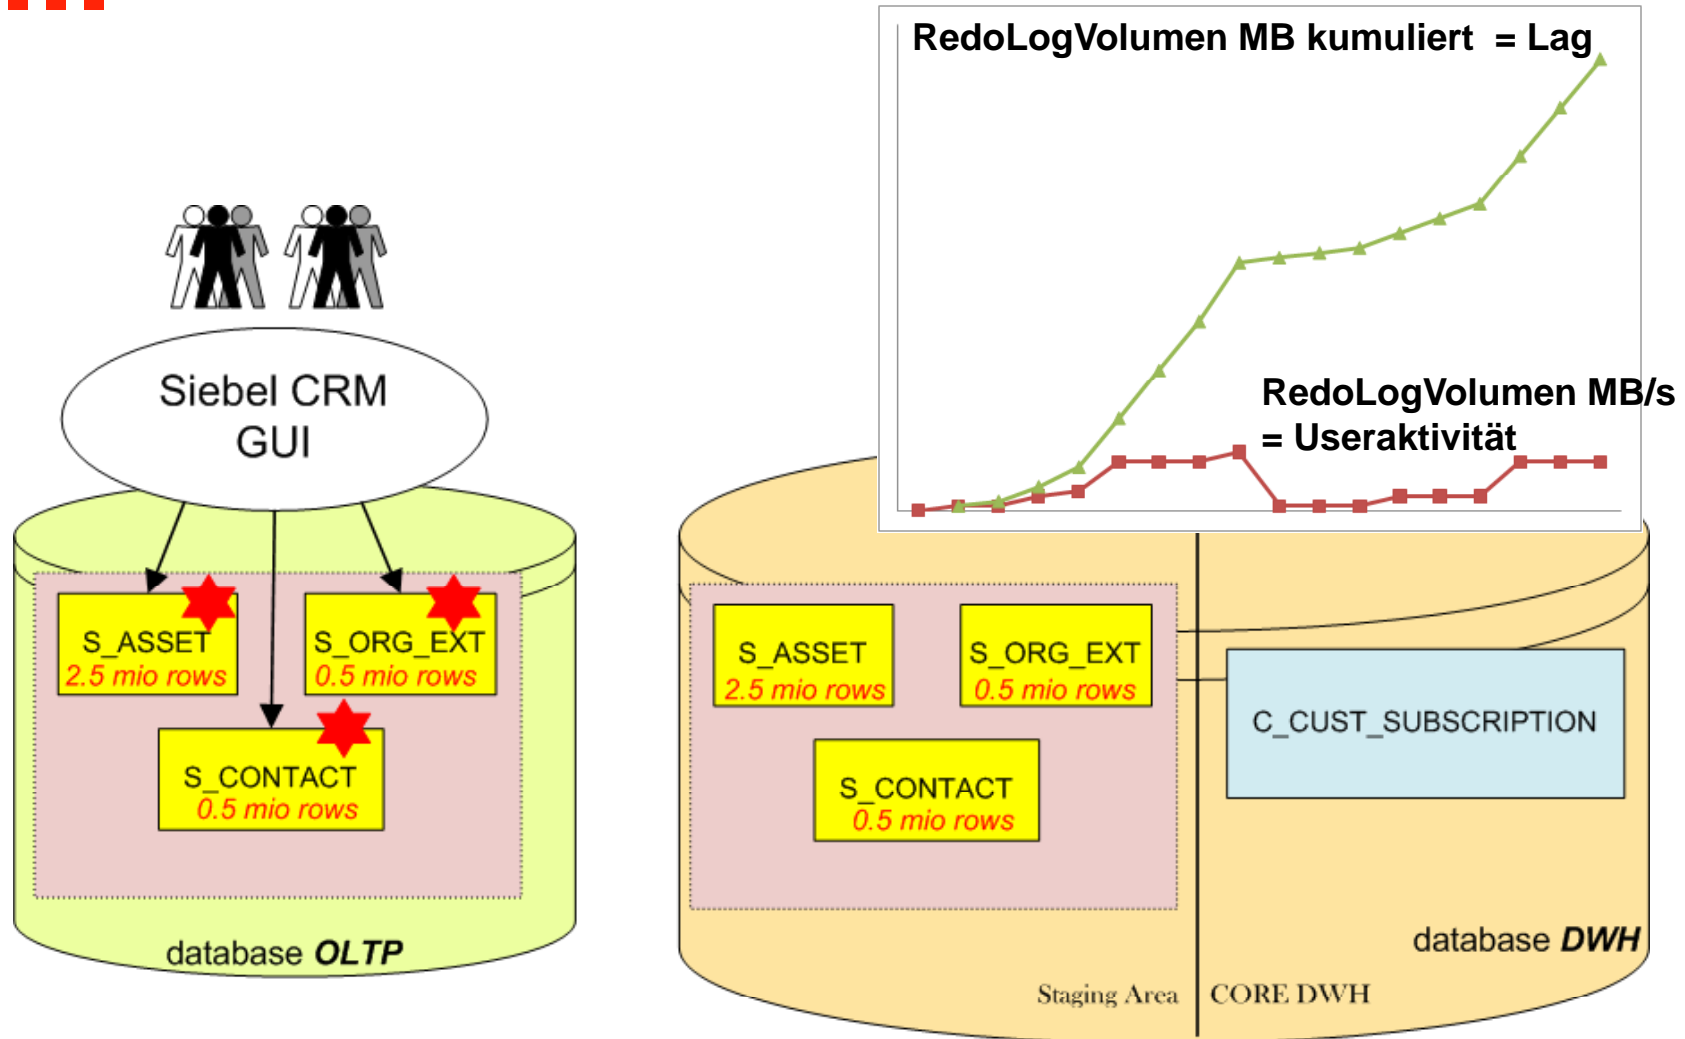 RedoLogVolumen MB kumuliert = Lag
RedoLogVolumen MB/s
= Useraktivität
Siebel CRM
GUI
S_ASSET
2.5 mio rows
S_ORG_EXT
0.5 mio rows
S_CONTACT
0.5 mio rows
database OLTP
S_ASSET
2.5 mio rows
S_ORG_EXT
0.5 mio rows
S_CONTACT
0.5 mio rows
C_CUST_SUBSCRIPTION
database DWH
Staging Area
CORE DWH